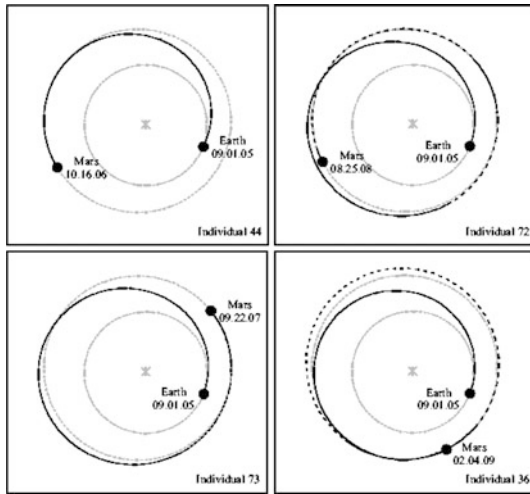 Earth
09.01.05
Mars
10.16.06
Individual 44
Earth
09.01.05
Mars
08.25.08
Individual 72
Mars
09.22.07
Earth
09.01.05
Individual 73
Earth
09.01.05
Mars
02.04.09
Individual 36